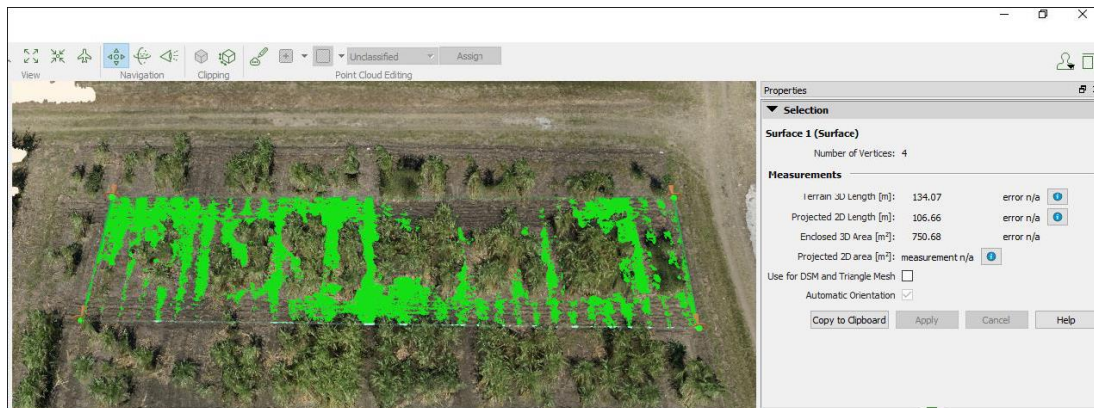 Unclassified
Assign
View
Navigation
Clipping
Point Cloud Editing
Properties
Selection
Surface 1 (Surface)
Number of Vertices: 4
Measurements
Terrain 3D Length [m]: 134.07 error n/a
Projected 2D Length [m]: 106.66 error n/a
Enclosed 3D Area [m²]: 750.68 error n/a
Projected 2D area [m²]: measurement n/a
Use for DSM and Triangle Mesh
Automatic Orientation
Copy to Clipboard Apply Cancel Help